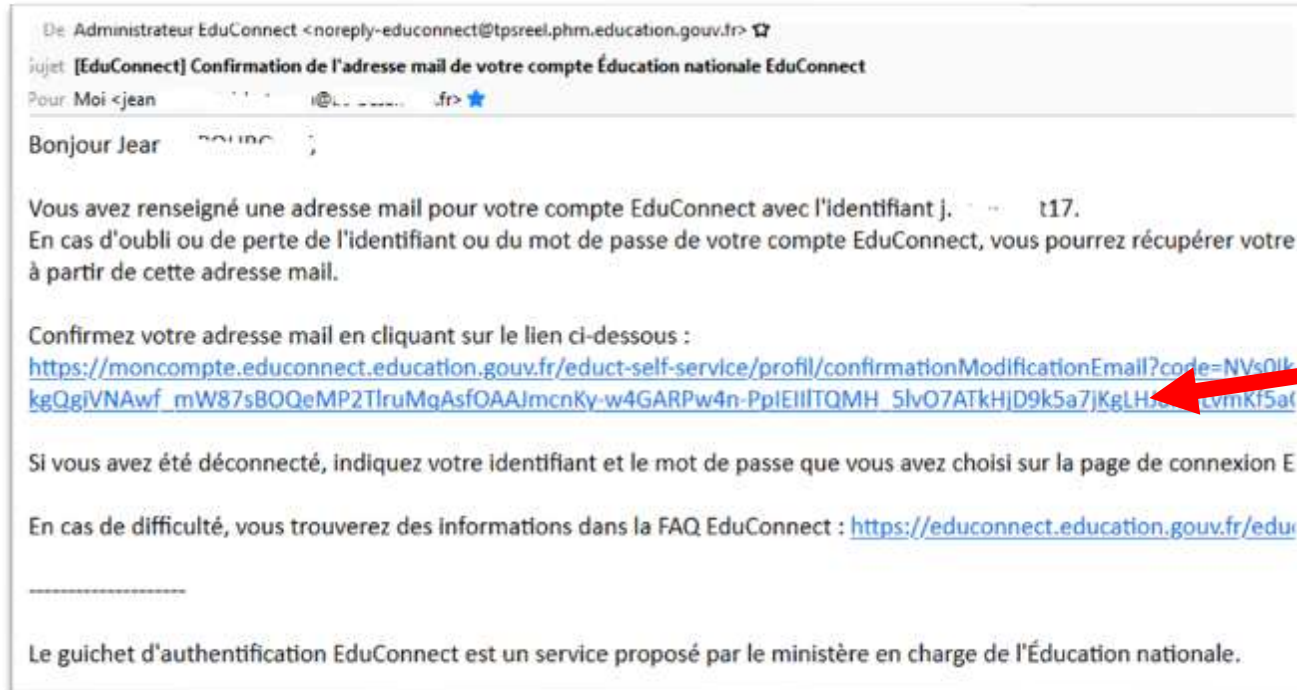 De Administrateur EduConnect <noreply-educonnect@tpsreel.phm.education.gouv.fr>
Sujet [EduConnect] Confirmation de l'adresse mail de votre compte Éducation nationale EduConnect
Pour Moi <jean @ .fr>
Bonjour Jear ,
Vous avez renseigné une adresse mail pour votre compte EduConnect avec l'identifiant j. t17.
En cas d'oubli ou de perte de l'identifiant ou du mot de passe de votre compte EduConnect, vous pourrez récupérer votre
à partir de cette adresse mail.
Confirmez votre adresse mail en cliquant sur le lien ci-dessous :
https://moncompte.educonnect.education.gouv.fr/educt-self-service/profil/confirmationModificationEmail?code=NVs0Ik
Si vous avez été déconnecté, indiquez votre identifiant et le mot de passe que vous avez choisi sur la page de connexion E
En cas de difficulté, vous trouverez des informations dans la FAQ EduConnect : https://educonnect.education.gouv.fr/educ
--------------------
Le guichet d'authentification EduConnect est un service proposé par le ministère en charge de l'Éducation nationale.